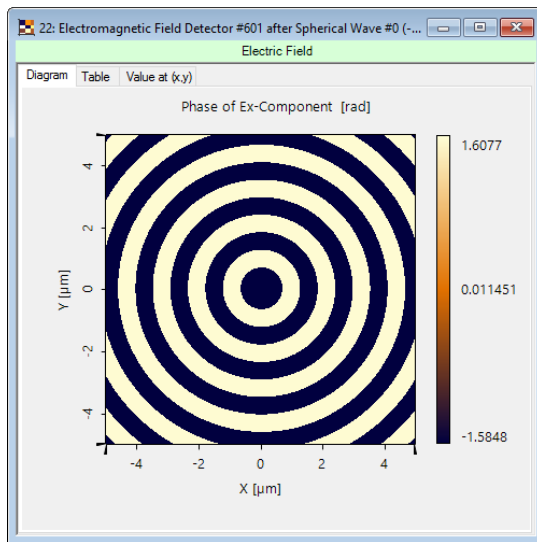 22: Electromagnetic Field Detector #601 after Spherical Wave #0 (-...
Electric Field
Diagram Table Value at (x,y)
Phase of Ex-Component [rad]
4
2
0
-2
-4
Y [µm]
-4 -2 0 2 4
X [µm]
1.6077
0.011451
-1.5848